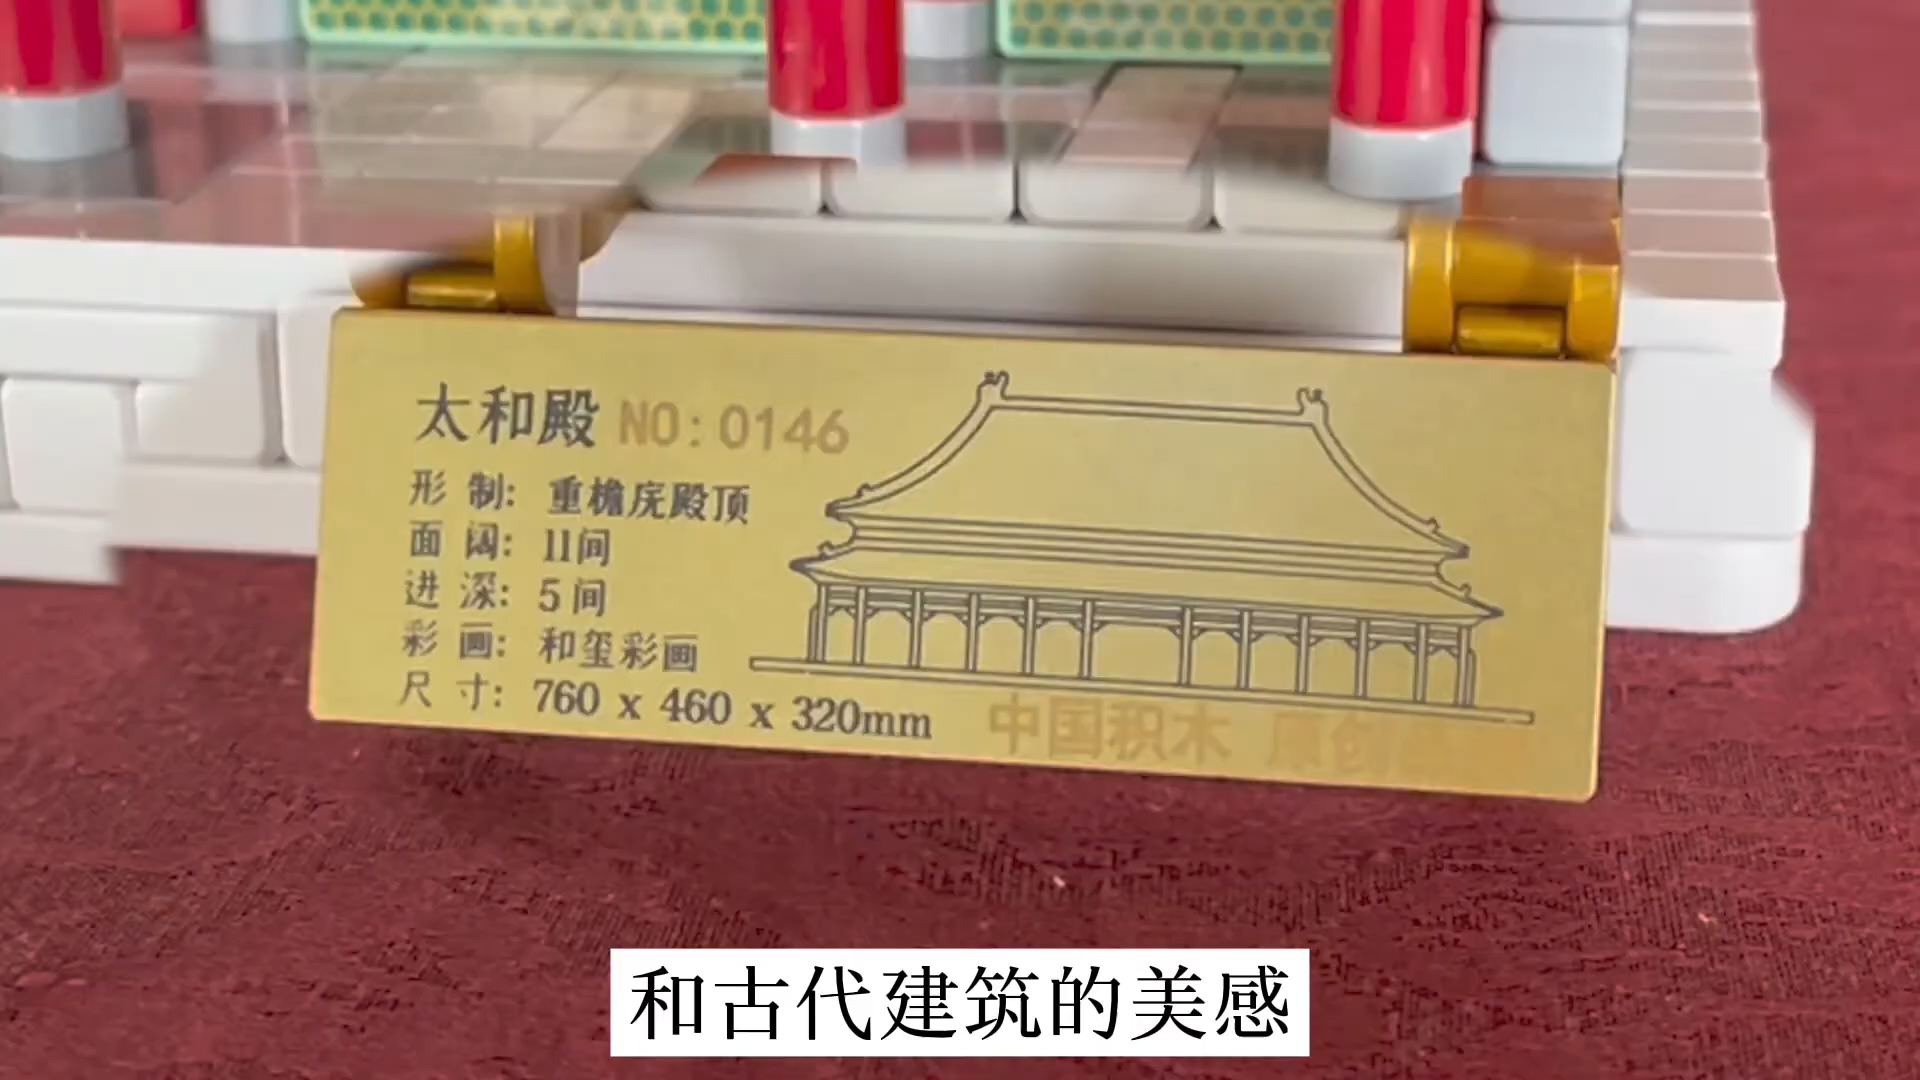 太和殿 NO:0146
形 制: 重檐庑殿顶
面 阔: 11间
进 深: 5间
彩 画: 和玺彩画
尺 寸: 760 x 460 x 320mm
中国积木 原创
和古代建筑的美感